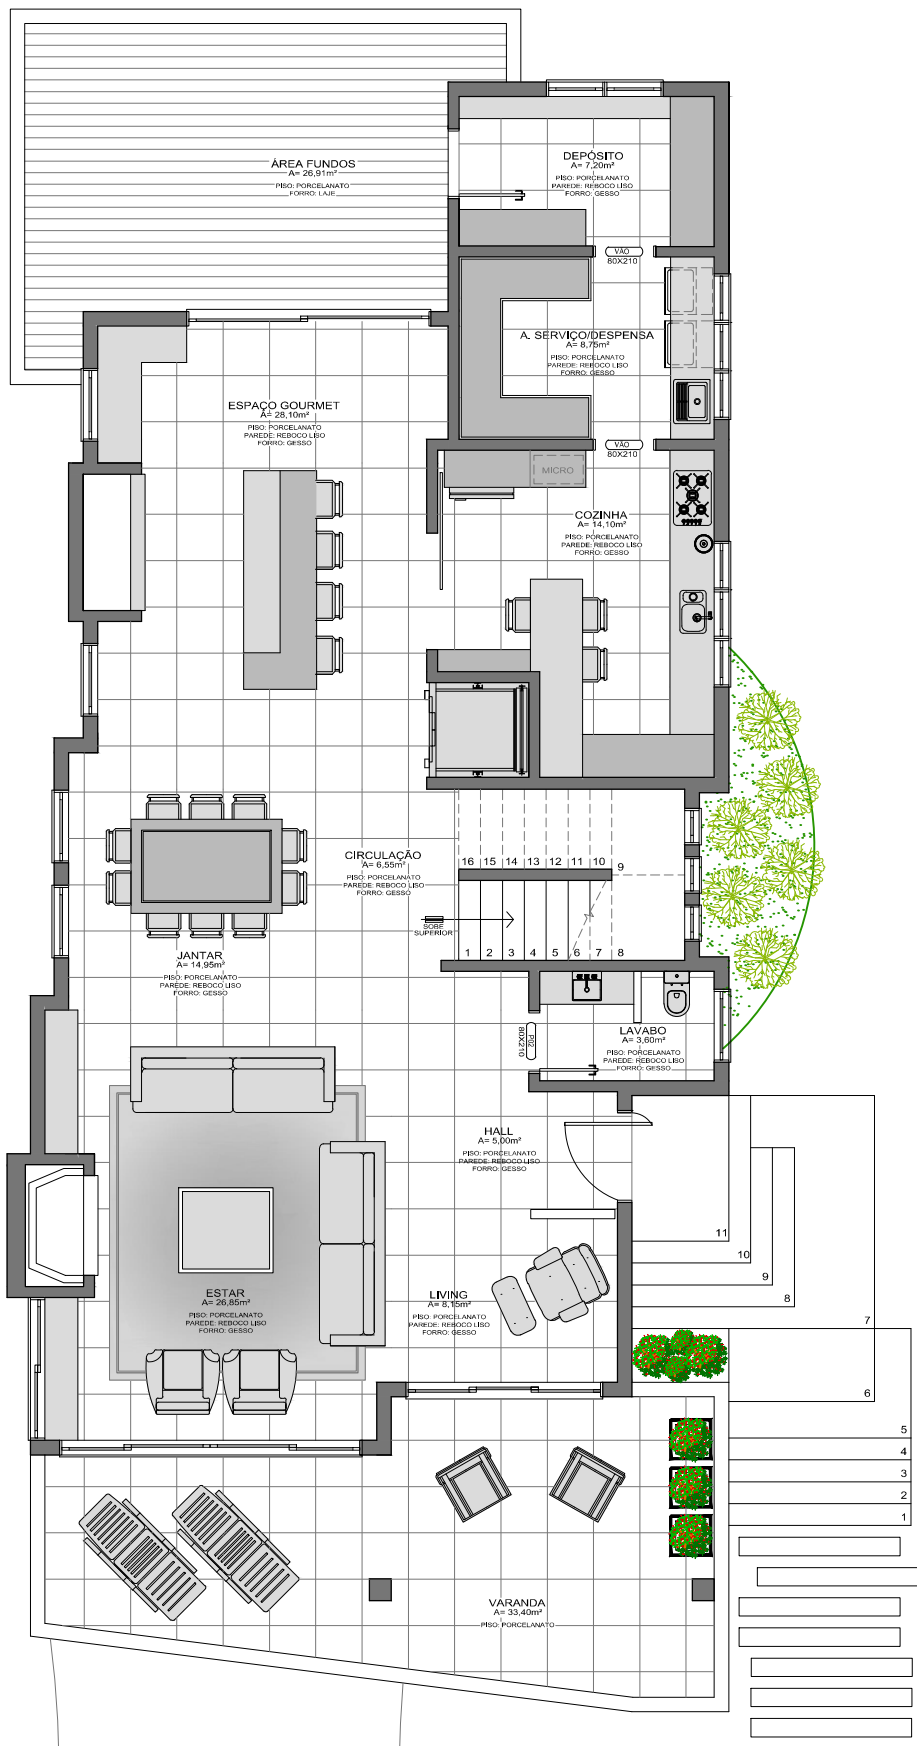 ÁREA FUNDOS
A= 26,91m²
PISO: PORCELANATO
FORRO: LAJE
DEPÓSITO
A= 7,20m²
PISO: PORCELANATO
PAREDE: REBOCO LISO
FORRO: GESSO
VÃO
80X210
A. SERVIÇO/DESPENSA
A= 8,75m²
PISO: PORCELANATO
PAREDE: REBOCO LISO
FORRO: GESSO
ESPAÇO GOURMET
A= 28,10m²
PISO: PORCELANATO
PAREDE: REBOCO LISO
FORRO: GESSO
VÃO
80X210
MICRO
COZINHA
A= 14,10m²
PISO: PORCELANATO
PAREDE: REBOCO LISO
FORRO: GESSO
CIRCULAÇÃO
A= 6,55m²
PISO: PORCELANATO
PAREDE: REBOCO LISO
FORRO: GESSO
16 15 14 13 12 11 10 9
SOBE
SUPERIOR
1 2 3 4 5 6 7 8
JANTAR
A= 14,95m²
PISO: PORCELANATO
PAREDE: REBOCO LISO
FORRO: GESSO
P02
80X210
LAVABO
A= 3,60m²
PISO: PORCELANATO
PAREDE: REBOCO LISO
FORRO: GESSO
HALL
A= 5,00m²
PISO: PORCELANATO
PAREDE: REBOCO LISO
FORRO: GESSO
11
10
9
8
7
6
5
4
3
2
1
ESTAR
A= 26,85m²
PISO: PORCELANATO
PAREDE: REBOCO LISO
FORRO: GESSO
LIVING
A= 8,15m²
PISO: PORCELANATO
PAREDE: REBOCO LISO
FORRO: GESSO
VARANDA
A= 33,40m²
PISO: PORCELANATO